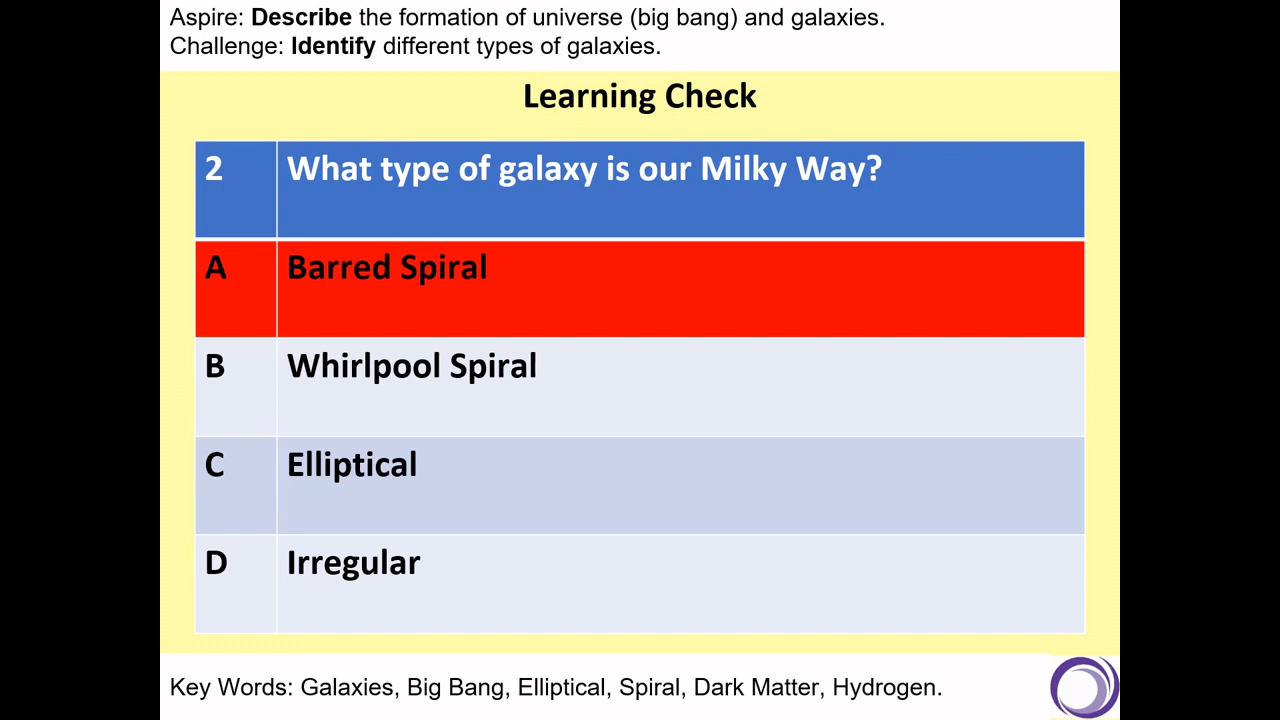 Aspire: Describe the formation of universe (big bang) and galaxies.
Challenge: Identify different types of galaxies.
Learning Check
2 What type of galaxy is our Milky Way?
A Barred Spiral
B Whirlpool Spiral
C Elliptical
D Irregular
Key Words: Galaxies, Big Bang, Elliptical, Spiral, Dark Matter, Hydrogen.